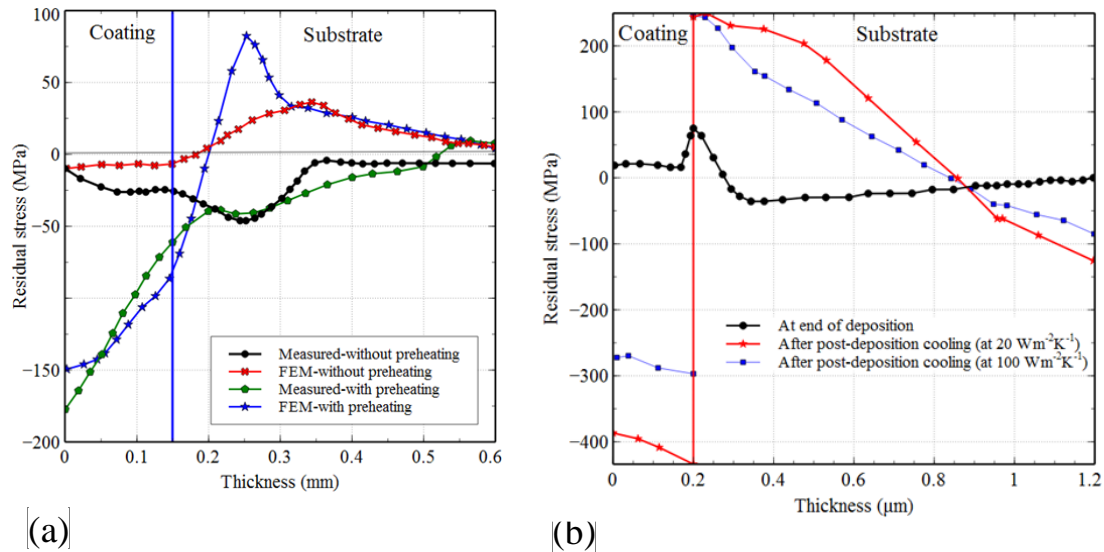 (a)
Coating
Substrate
100
50
0
−50
−150
−200
Residual stress (MPa)
Measured-without preheating
FEM-without preheating
Measured-with preheating
FEM-with preheating
0 0.1 0.2 0.3 0.4 0.5 0.6
Thickness (mm)
(a)
(b)
Coating
Substrate
200
100
0
−100
−200
−300
−400
Residual stress (MPa)
At end of deposition
After post-deposition cooling (at 20 Wm⁻²K⁻¹)
After post-deposition cooling (at 100 Wm⁻²K⁻¹)
0 0.2 0.4 0.6 0.8 1 1.2
Thickness (µm)
(b)